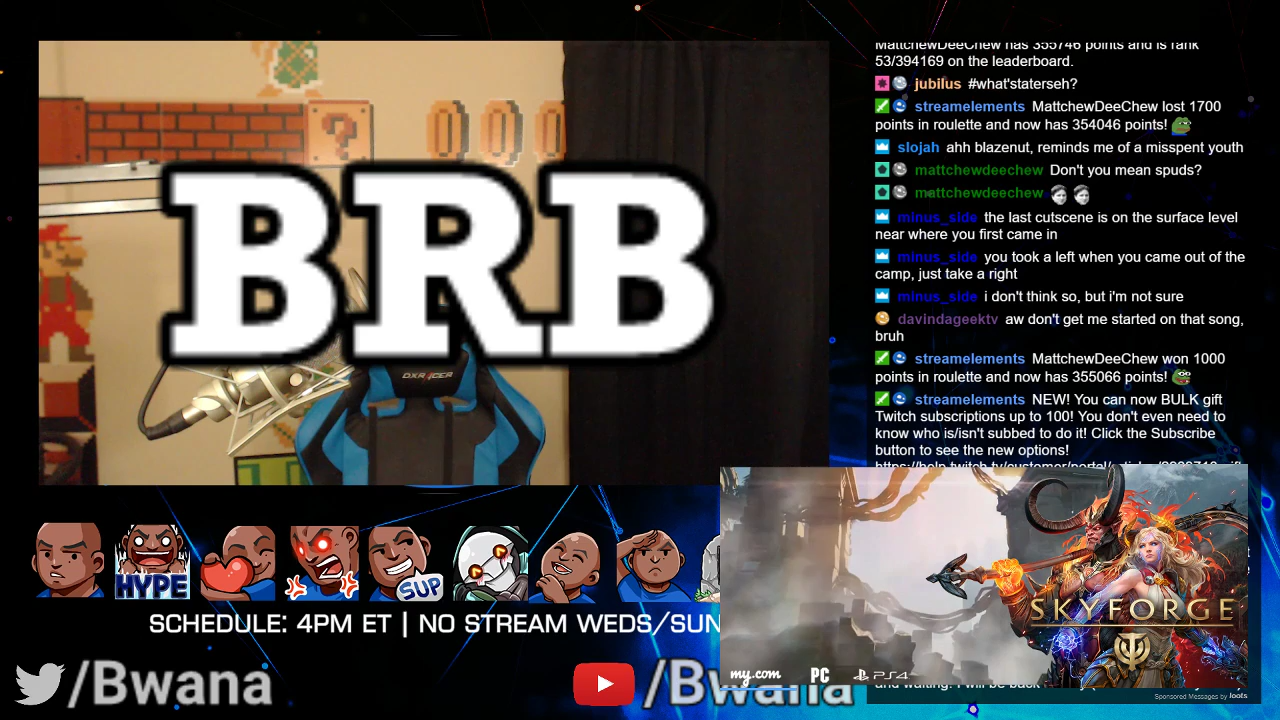 BRB
DXRACER
MattchewDeeChew has 355746 points and is rank
53/394169 on the leaderboard.
jubilus #what'staterseh?
streamelements MattchewDeeChew lost 1700
points in roulette and now has 354046 points!
slojah ahh blazenut, reminds me of a misspent youth
mattchewdeechew Don't you mean spuds?
mattchewdeechew
minus_side the last cutscene is on the surface level
near where you first came in
minus_side you took a left when you came out of the
camp, just take a right
minus_side i don't think so, but i'm not sure
davindageektv aw don't get me started on that song,
bruh
streamelements MattchewDeeChew won 1000
points in roulette and now has 355066 points!
streamelements NEW! You can now BULK gift
Twitch subscriptions up to 100! You don't even need to
know who is/isn't subbed to do it! Click the Subscribe
button to see the new options!
HYPE
SUP
SCHEDULE: 4PM ET | NO STREAM WEDS/SUN
/Bwana
/Bwana
SKYFORGE
my.com PC PS4
Sponsored Messages by loots